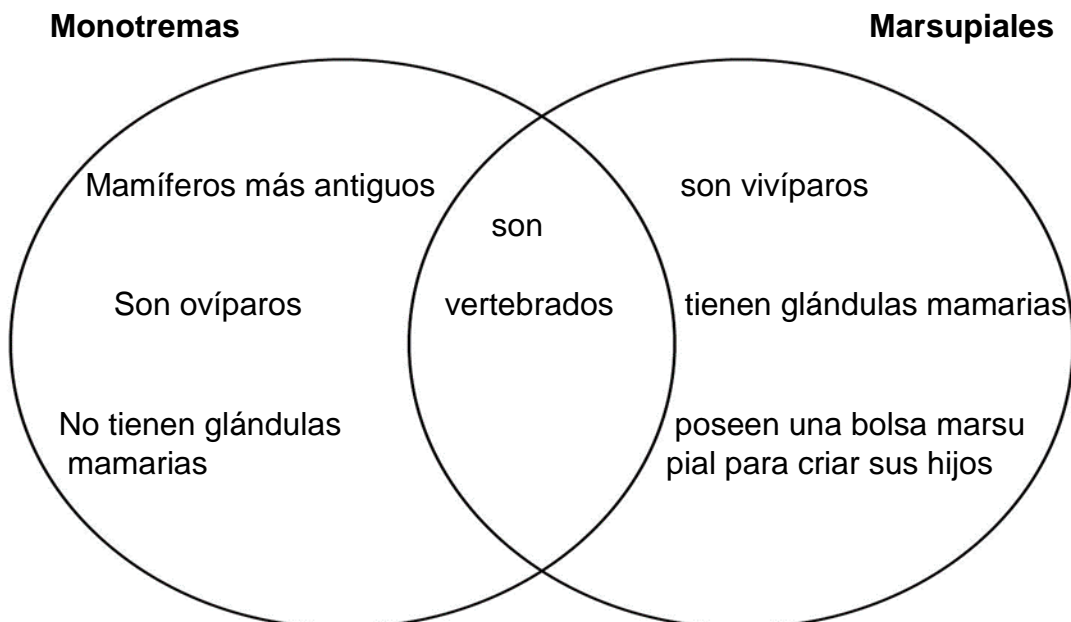 Monotremas
Marsupiales
Mamíferos más antiguos
Son ovíparos
No tienen glándulas
mamarias
son
vertebrados
son vivíparos
tienen glándulas mamarias
poseen una bolsa marsu
pial para criar sus hijos